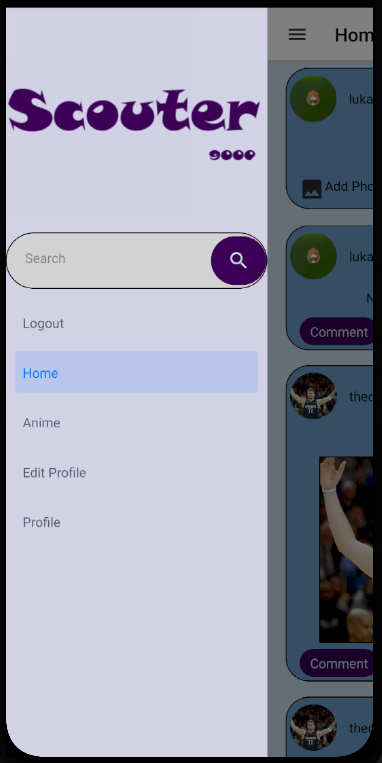 Scouter
9000
Search
Logout
Home
Anime
Edit Profile
Profile
Hom
luka
Add Pho
luka
N
Comment
theo
Comment
theo